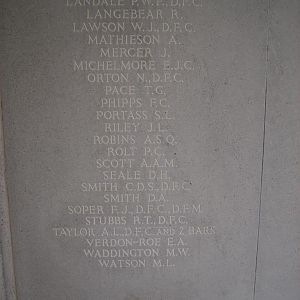 LANDALE P.W.F., D.F.C.
LANGEBEAR R.
LAWSON W.J., D.F.C.
MATHIESON A.
MERCER J.
MICHELMORE E.J.C.
ORTON N., D.F.C.
PACE T.G.
PHIPPS F.C.
PORTASS S.L.
RILEY J.L.
ROBINS A.S.Q.
ROLT P.C.
SCOTT A.A.M.
SEALE D.H.
SMITH C.D.S., D.F.C.
SMITH D.A.
SOPER F.J., D.F.C., D.F.M.
STUBBS R.T., D.F.C.
TAYLOR A.L., D.F.C. AND 2 BARS
VERDON-ROE E.A.
WADDINGTON M.W.
WATSON M.L.